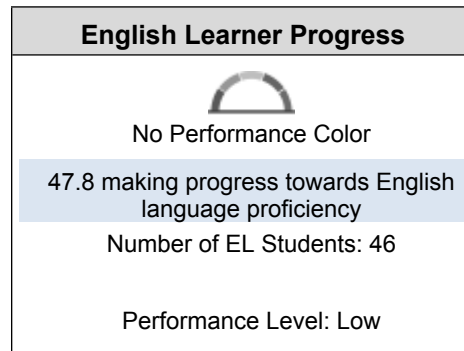 English Learner Progress
No Performance Color
47.8 making progress towards English
language proficiency
Number of EL Students: 46
Performance Level: Low